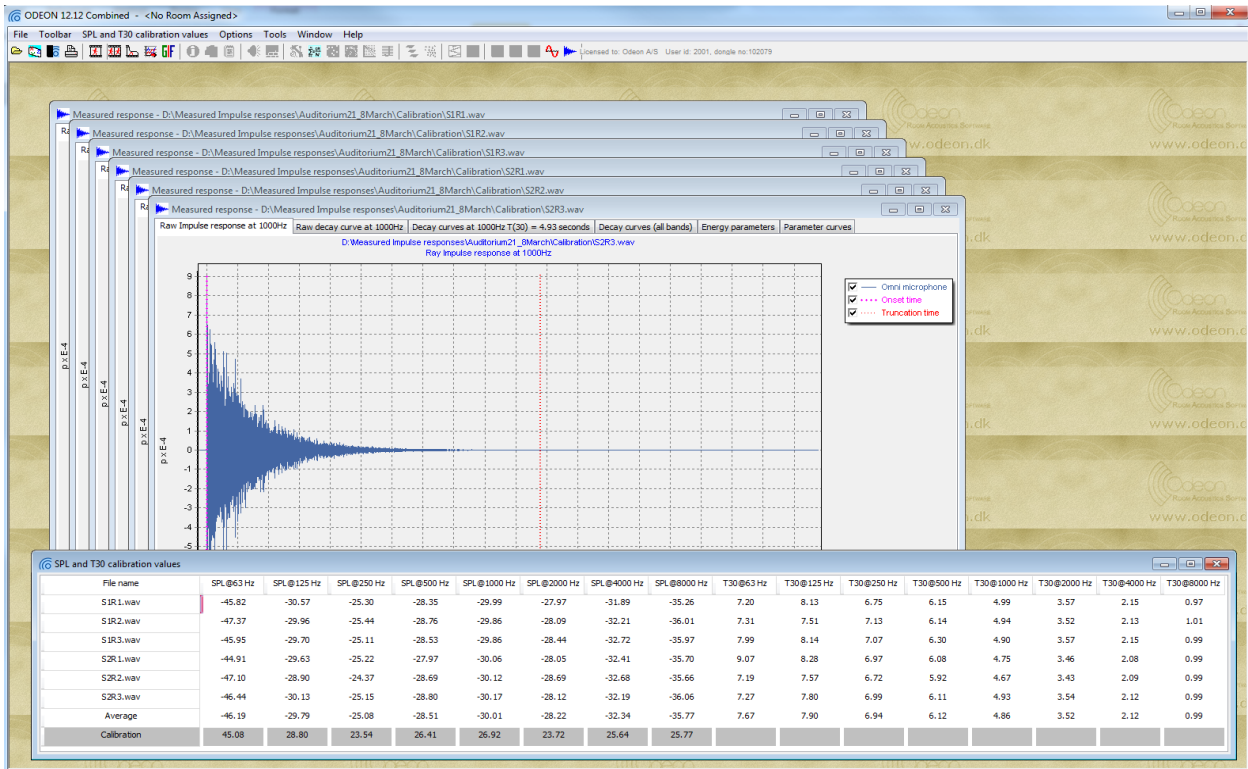 ODEON 12.12 Combined - <No Room Assigned>
File Toolbar SPL and T30 calibration values Options Tools Window Help
GIF Licensed to: Odeon A/S User id: 2001, dongle no:102079
Measured response - D:\Measured Impulse responses\Auditorium21_8March\Calibration\S1R1.wav
Measured response - D:\Measured Impulse responses\Auditorium21_8March\Calibration\S1R2.wav
Measured response - D:\Measured Impulse responses\Auditorium21_8March\Calibration\S1R3.wav
Measured response - D:\Measured Impulse responses\Auditorium21_8March\Calibration\S2R1.wav
Measured response - D:\Measured Impulse responses\Auditorium21_8March\Calibration\S2R2.wav
Measured response - D:\Measured Impulse responses\Auditorium21_8March\Calibration\S2R3.wav
Raw Impulse response at 1000Hz Raw decay curve at 1000Hz Decay curves at 1000Hz T(30) = 4.93 seconds Decay curves (all bands) Energy parameters Parameter curves
D:\Measured Impulse responses\Auditorium21_8March\Calibration\S2R3.wav
Ray Impulse response at 1000Hz
9
8
7
6
5
4
3
2
1
0
-1
-2
-3
-4
-5
p x E-4
p x E-4
p x E-4
p x E-4
p x E-4
p x E-4
Omni microphone
Onset time
Truncation time
Odeon
www.odeon.dk
SPL and T30 calibration values
File name SPL@63 Hz SPL@125 Hz SPL@250 Hz SPL@500 Hz SPL@1000 Hz SPL@2000 Hz SPL@4000 Hz SPL@8000 Hz T30@63 Hz T30@125 Hz T30@250 Hz T30@500 Hz T30@1000 Hz T30@2000 Hz T30@4000 Hz T30@8000 Hz
S1R1.wav -45.82 -30.57 -25.30 -28.35 -29.99 -27.97 -31.89 -35.26 7.20 8.13 6.75 6.15 4.99 3.57 2.15 0.97
S1R2.wav -47.37 -29.96 -25.44 -28.76 -29.86 -28.09 -32.21 -36.01 7.31 7.51 7.13 6.14 4.94 3.52 2.13 1.01
S1R3.wav -45.95 -29.70 -25.11 -28.53 -29.86 -28.44 -32.72 -35.97 7.99 8.14 7.07 6.30 4.90 3.57 2.15 0.99
S2R1.wav -44.91 -29.63 -25.22 -27.97 -30.06 -28.05 -32.41 -35.70 9.07 8.28 6.97 6.08 4.75 3.46 2.08 0.99
S2R2.wav -47.10 -28.90 -24.37 -28.69 -30.12 -28.69 -32.68 -35.66 7.19 7.57 6.72 5.92 4.67 3.43 2.09 0.99
S2R3.wav -46.44 -30.13 -25.15 -28.80 -30.17 -28.12 -32.19 -36.06 7.27 7.80 6.99 6.11 4.93 3.54 2.12 0.99
Average -46.19 -29.79 -25.08 -28.51 -30.01 -28.22 -32.34 -35.77 7.67 7.90 6.94 6.12 4.86 3.52 2.12 0.99
Calibration 45.08 28.80 23.54 26.41 26.92 23.72 25.64 25.77